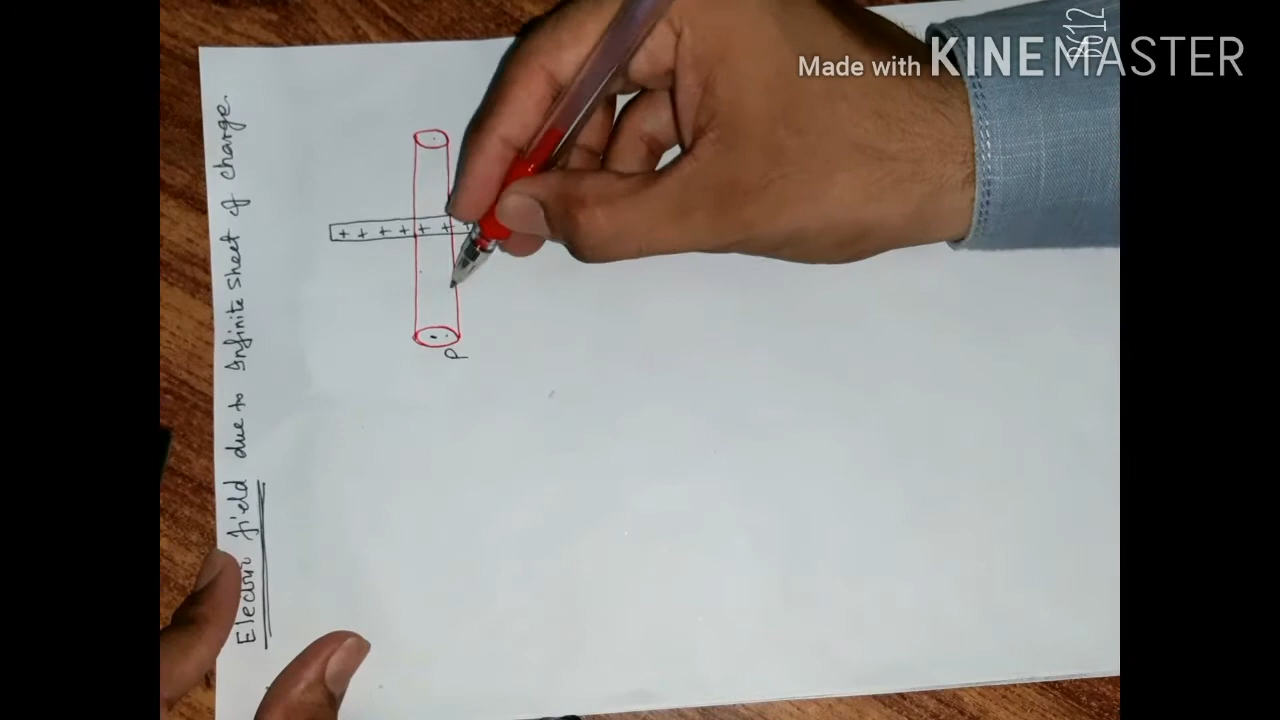 Made with KINEMASTER
Electric field due to Infinite sheet of charge.
+ + + + + +
P